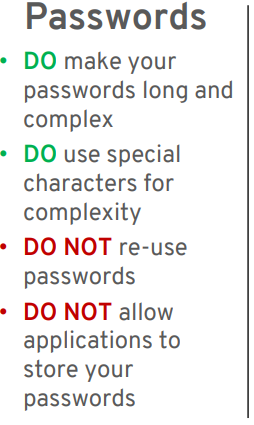 Passwords
• DO make your
passwords long and
complex
• DO use special
characters for
complexity
• DO NOT re-use
passwords
• DO NOT allow
applications to
store your
passwords